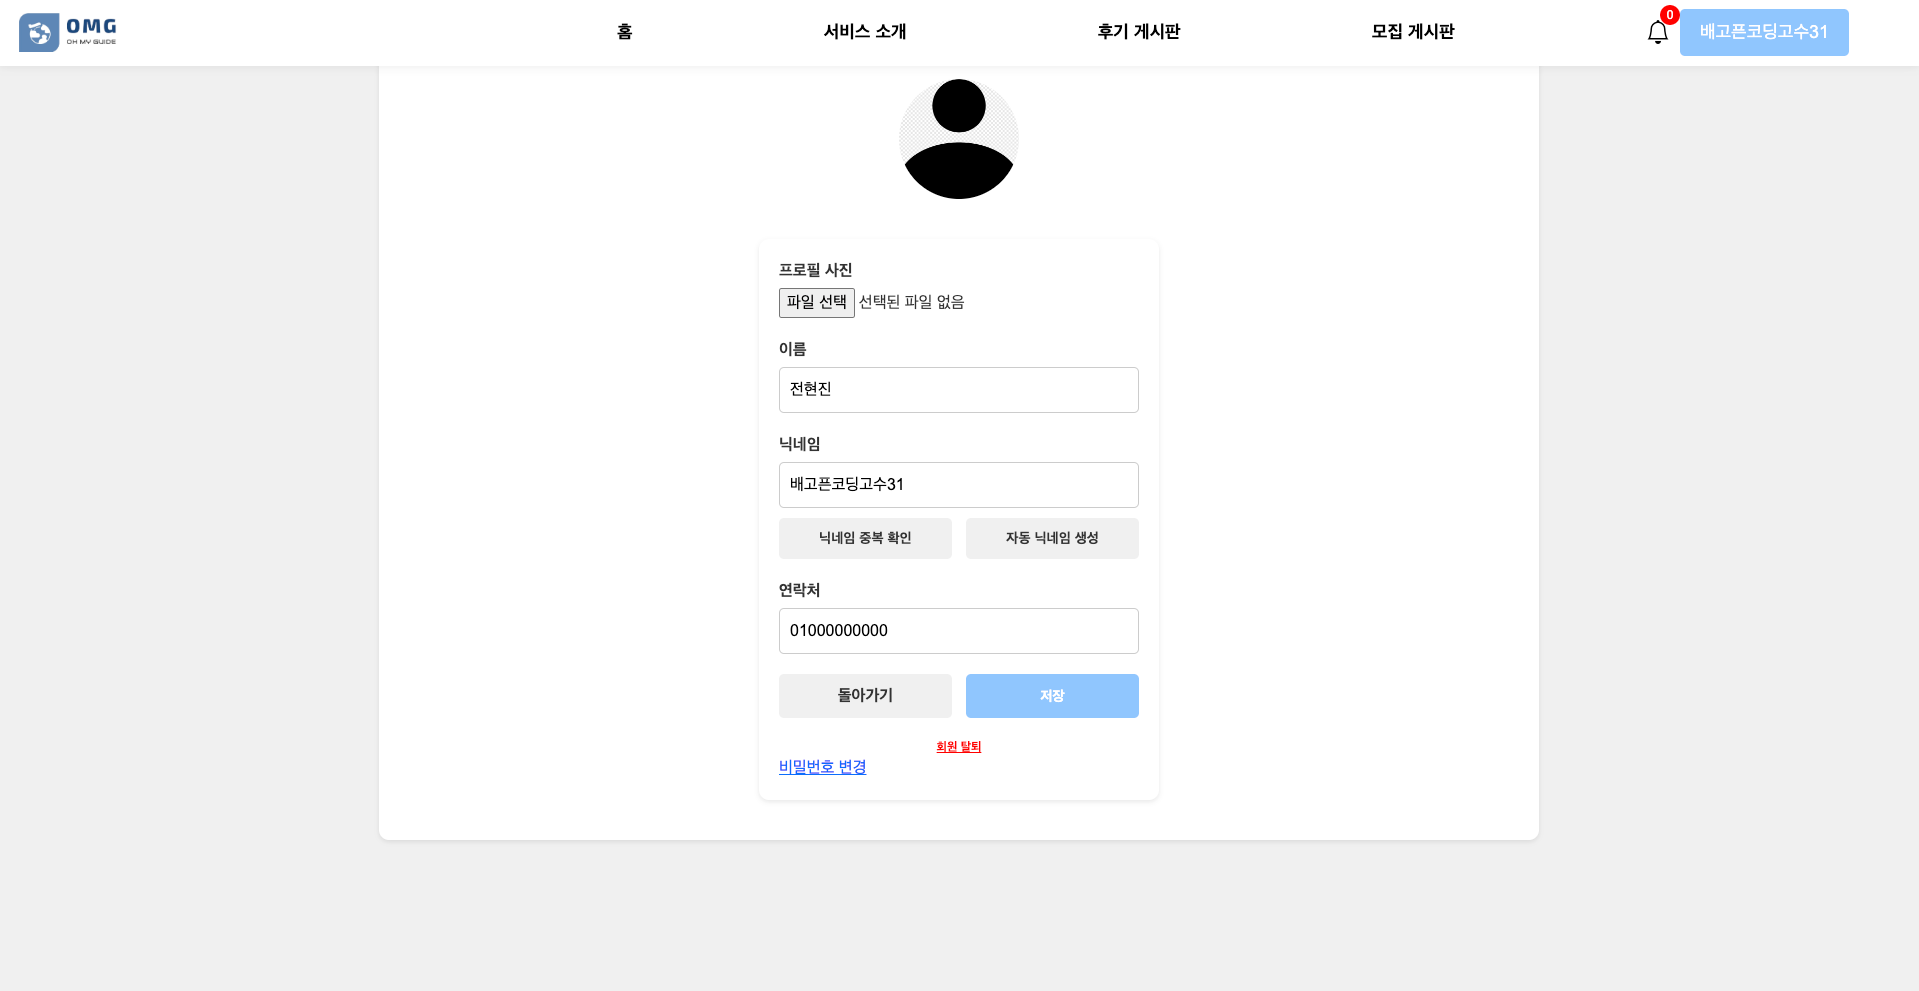 OMG
OH MY GUIDE
홈
서비스 소개
후기 게시판
모집 게시판
0
배고픈코딩고수31
프로필 사진
파일 선택 선택된 파일 없음
이름
전현진
닉네임
배고픈코딩고수31
닉네임 중복 확인
자동 닉네임 생성
연락처
01000000000
돌아가기
저장
회원 탈퇴
비밀번호 변경